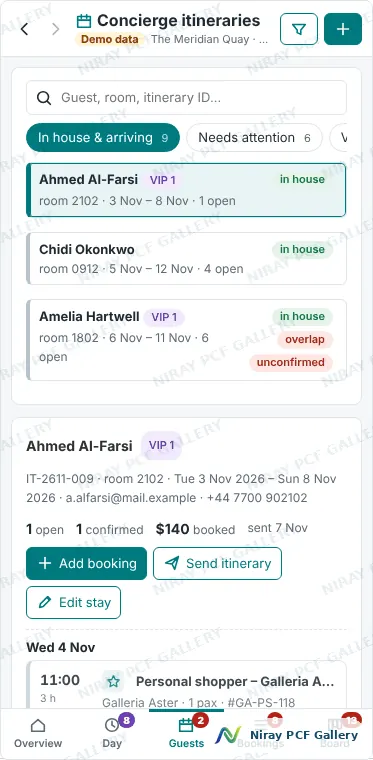 Concierge itineraries
Demo data The Meridian Quay · ...
Guest, room, itinerary ID...
In house & arriving 9 Needs attention 6
Ahmed Al-Farsi VIP 1 in house
room 2102 · 3 Nov – 8 Nov · 1 open
Chidi Okonkwo in house
room 0912 · 5 Nov – 12 Nov · 4 open
Amelia Hartwell VIP 1 in house
room 1802 · 6 Nov – 11 Nov · 6 overlap
open unconfirmed
Ahmed Al-Farsi VIP 1
IT-2611-009 · room 2102 · Tue 3 Nov 2026 – Sun 8 Nov
2026 · a.alfarsi@mail.example · +44 7700 902102
1 open 1 confirmed $140 booked sent 7 Nov
Add booking Send itinerary
Edit stay
Wed 4 Nov
11:00 Personal shopper – Galleria A...
3 h Galleria Aster · 1 pax · #GA-PS-118
8 2
Overview Day Guests Bookings Board
Niray PCF Gallery
NIRAY PCF GALLERY